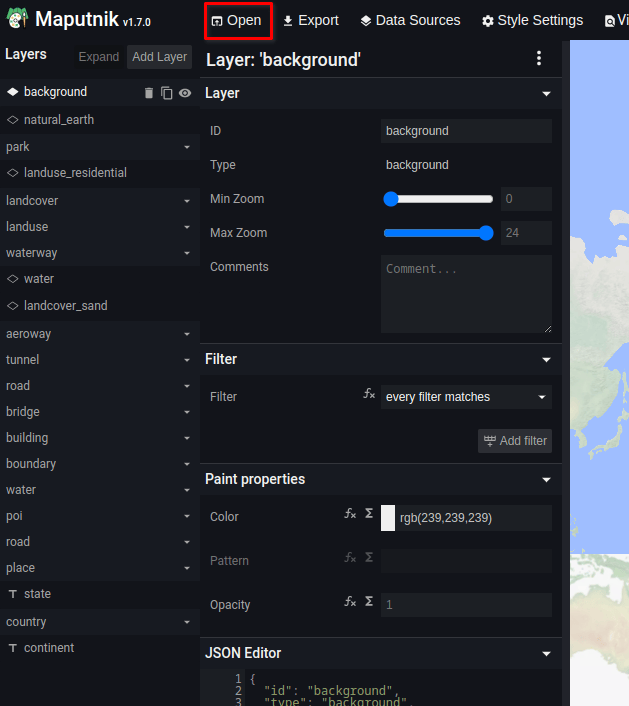 Maputnik v1.7.0
Open
Export
Data Sources
Style Settings
Layers
Expand
Add Layer
background
natural_earth
park
landuse_residential
landcover
landuse
waterway
water
landcover_sand
aeroway
tunnel
road
bridge
building
boundary
water
poi
road
place
state
country
continent
Layer: 'background'
Layer
ID
background
Type
background
Min Zoom
0
Max Zoom
24
Comments
Comment...
Filter
Filter
every filter matches
Add filter
Paint properties
Color
rgb(239,239,239)
Pattern
Opacity
1
JSON Editor
1 {
2 "id": "background",
3 "type": "background",